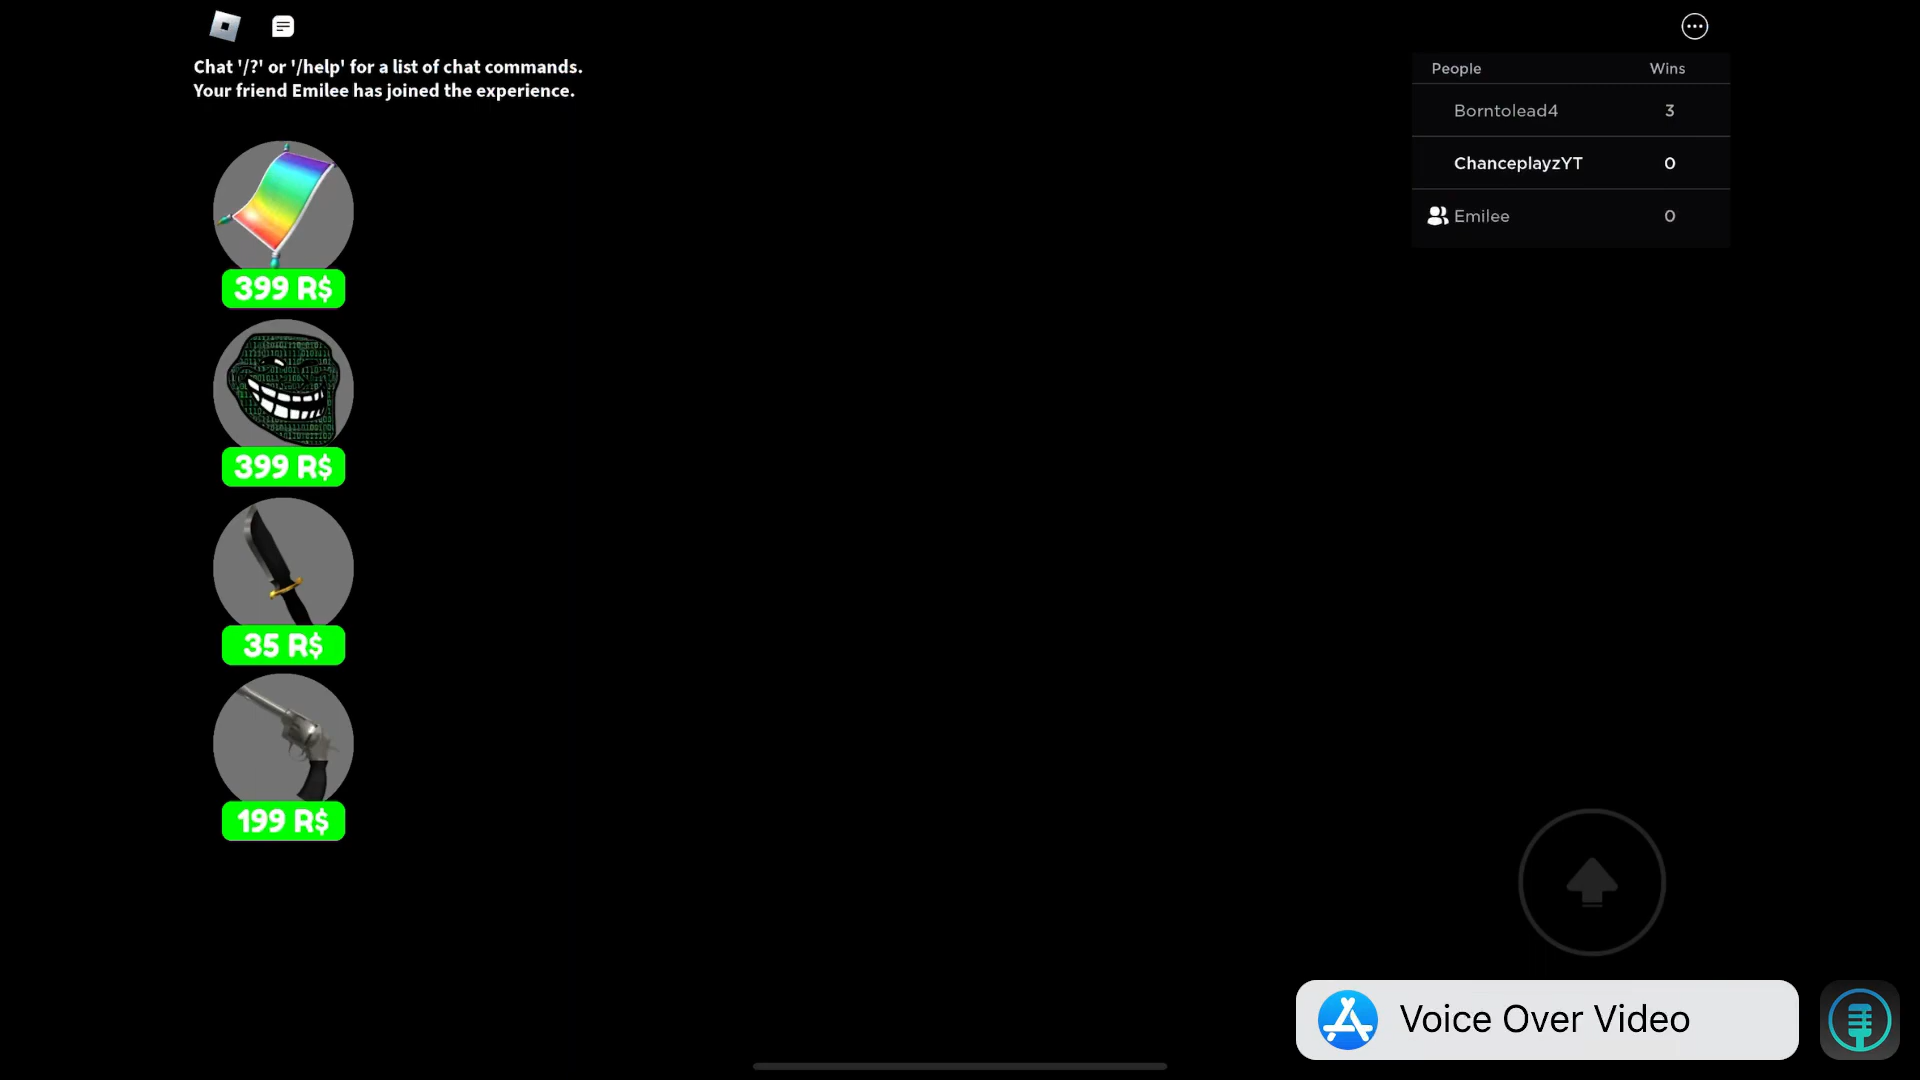 Chat '/?' or '/help' for a list of chat commands.
Your friend Emilee has joined the experience.
People Wins
Borntolead4 3
ChanceplayzYT 0
Emilee 0
399 R$
399 R$
35 R$
199 R$
Voice Over Video